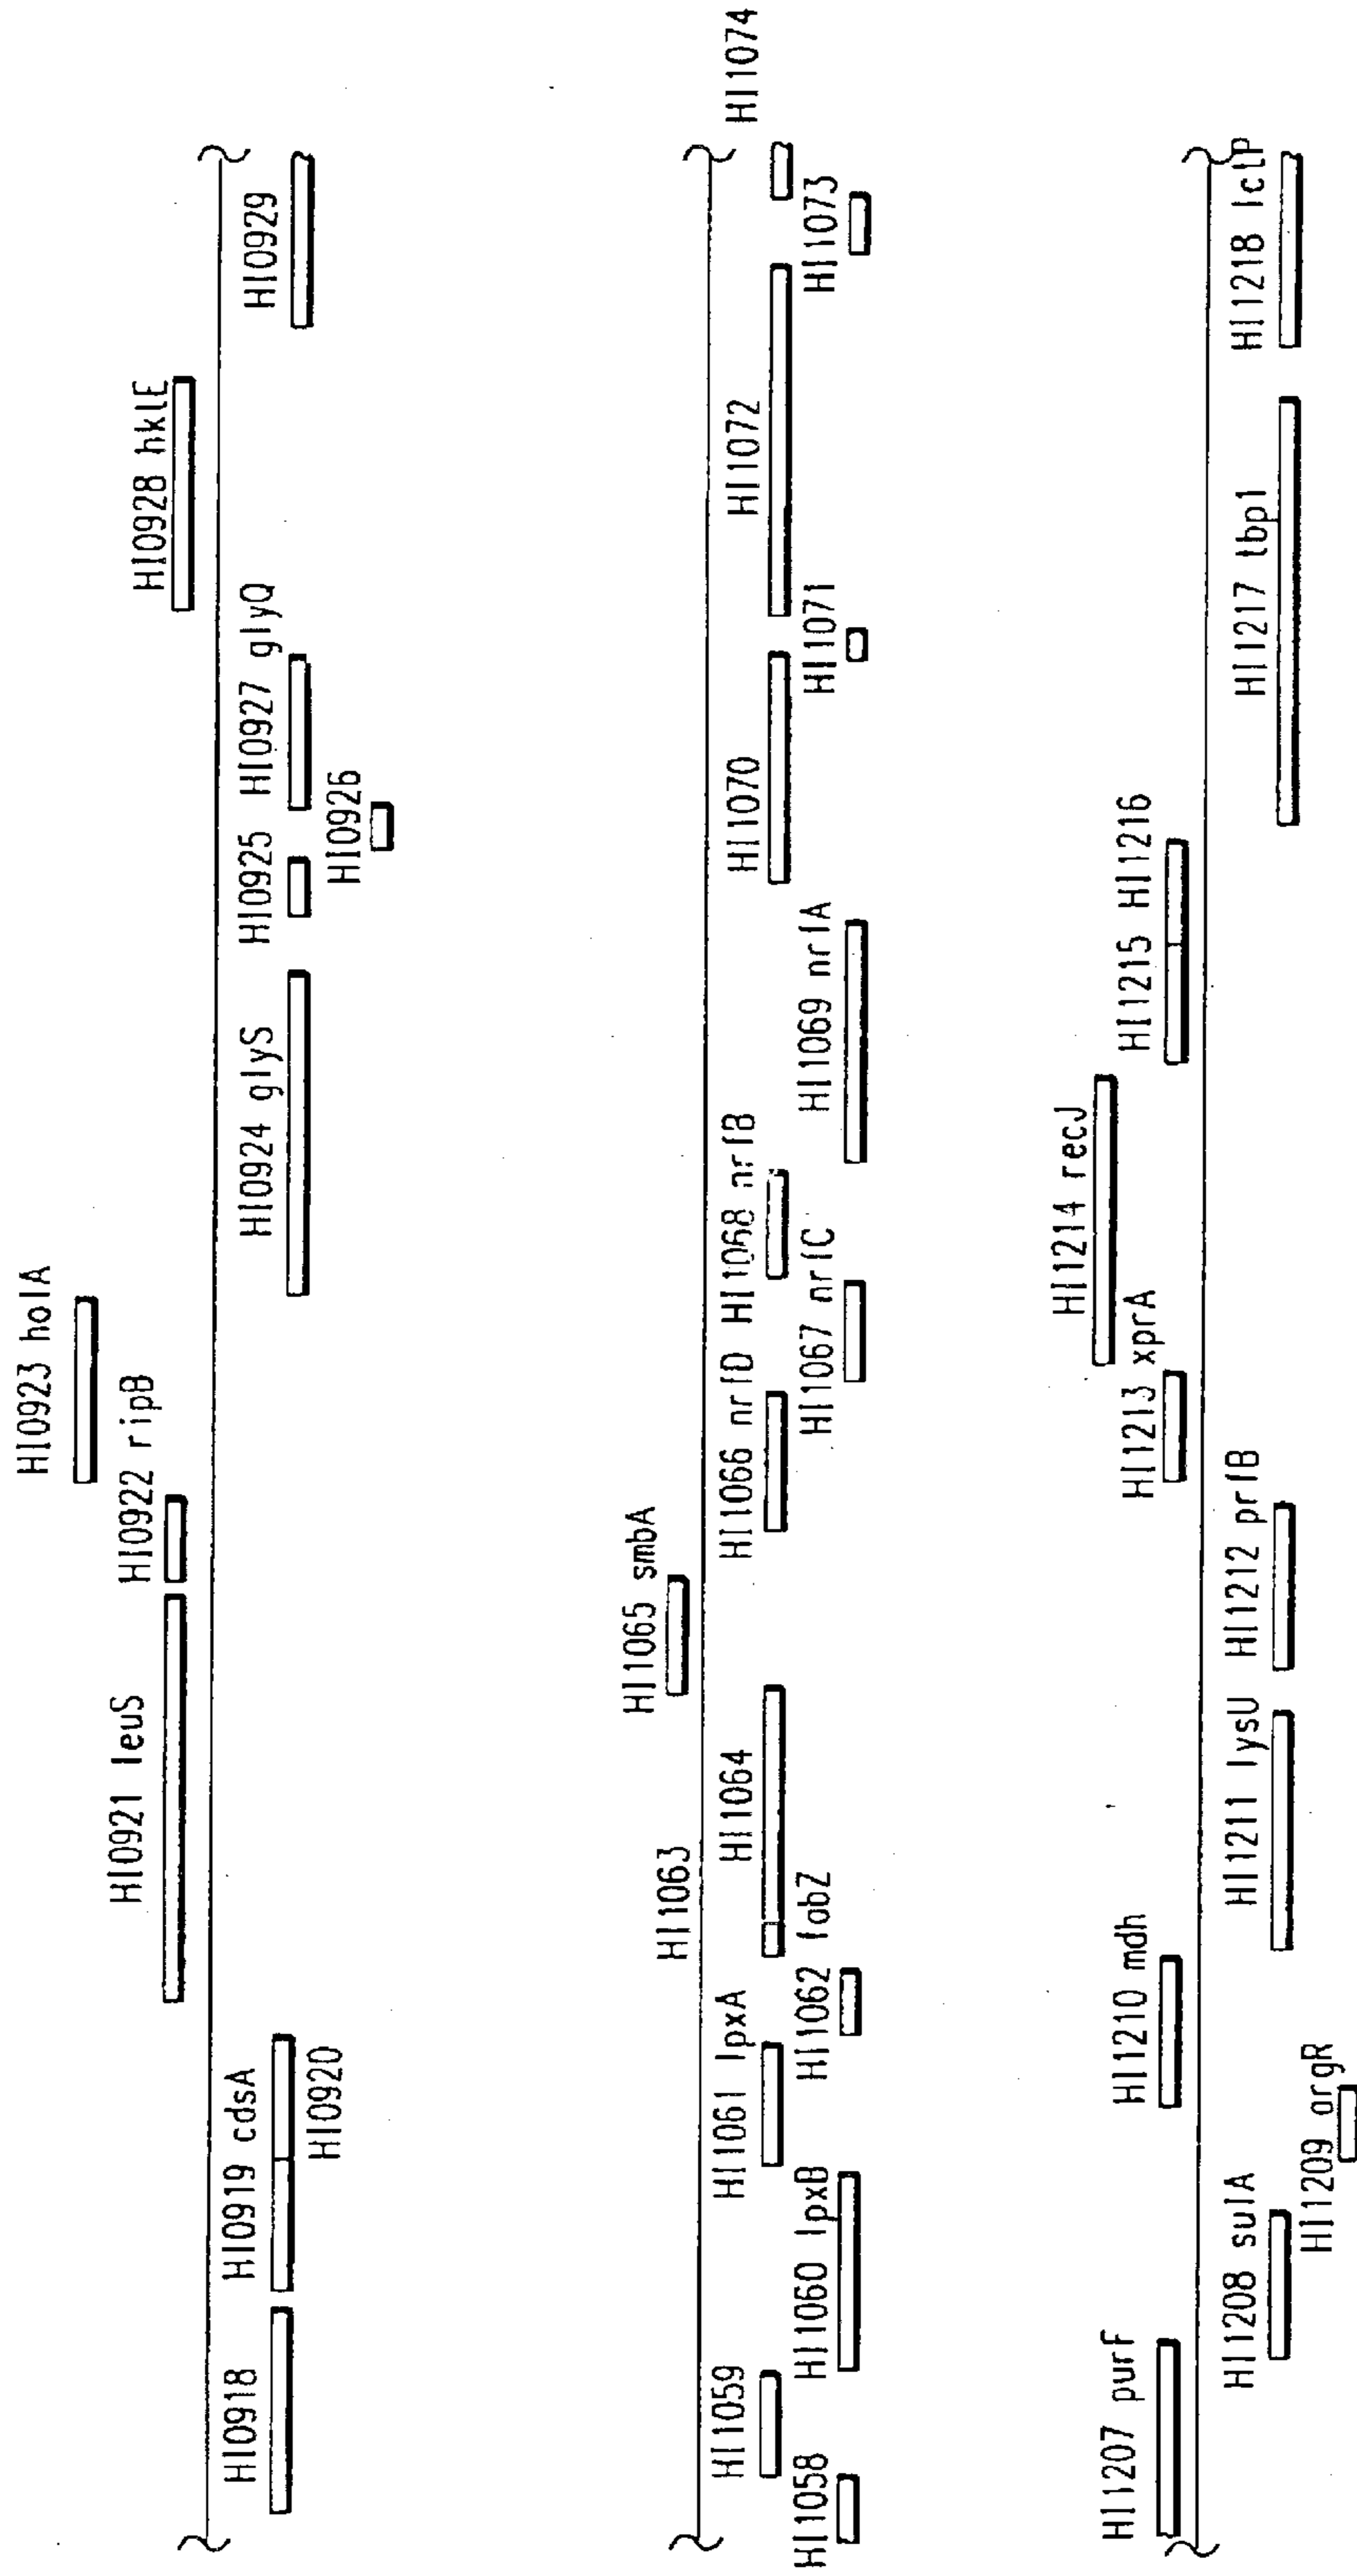 HI0918
HI0919 cdsA
HI0920
HI0921 leuS
HI0922 ripB
HI0923 holA
HI0924 glyS
HI0925
HI0926
HI0927 glyQ
HI0928 hklE
HI0929
HI1058
HI1059
HI1060 lpxB
HI1061 lpxA
HI1062 fabZ
HI1063
HI1064
HI1065 smbA
HI1066 nrfD
HI1067 nrfC
HI1068 nrfB
HI1069 nrfA
HI1070
HI1071
HI1072
HI1073
HI1074
HI1207 purF
HI1208 sulA
HI1209 orgR
HI1210 mdh
HI1211 lysU
HI1212 prfB
HI1213 xprA
HI1214 recJ
HI1215
HI1216
HI1217 tbp1
HI1218 lctP